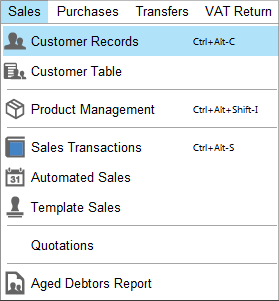 Sales Purchases Transfers VAT Return
Customer Records Ctrl+Alt-C
Customer Table
Product Management Ctrl+Alt+Shift-I
Sales Transactions Ctrl+Alt-S
31 Automated Sales
Template Sales
Quotations
Aged Debtors Report